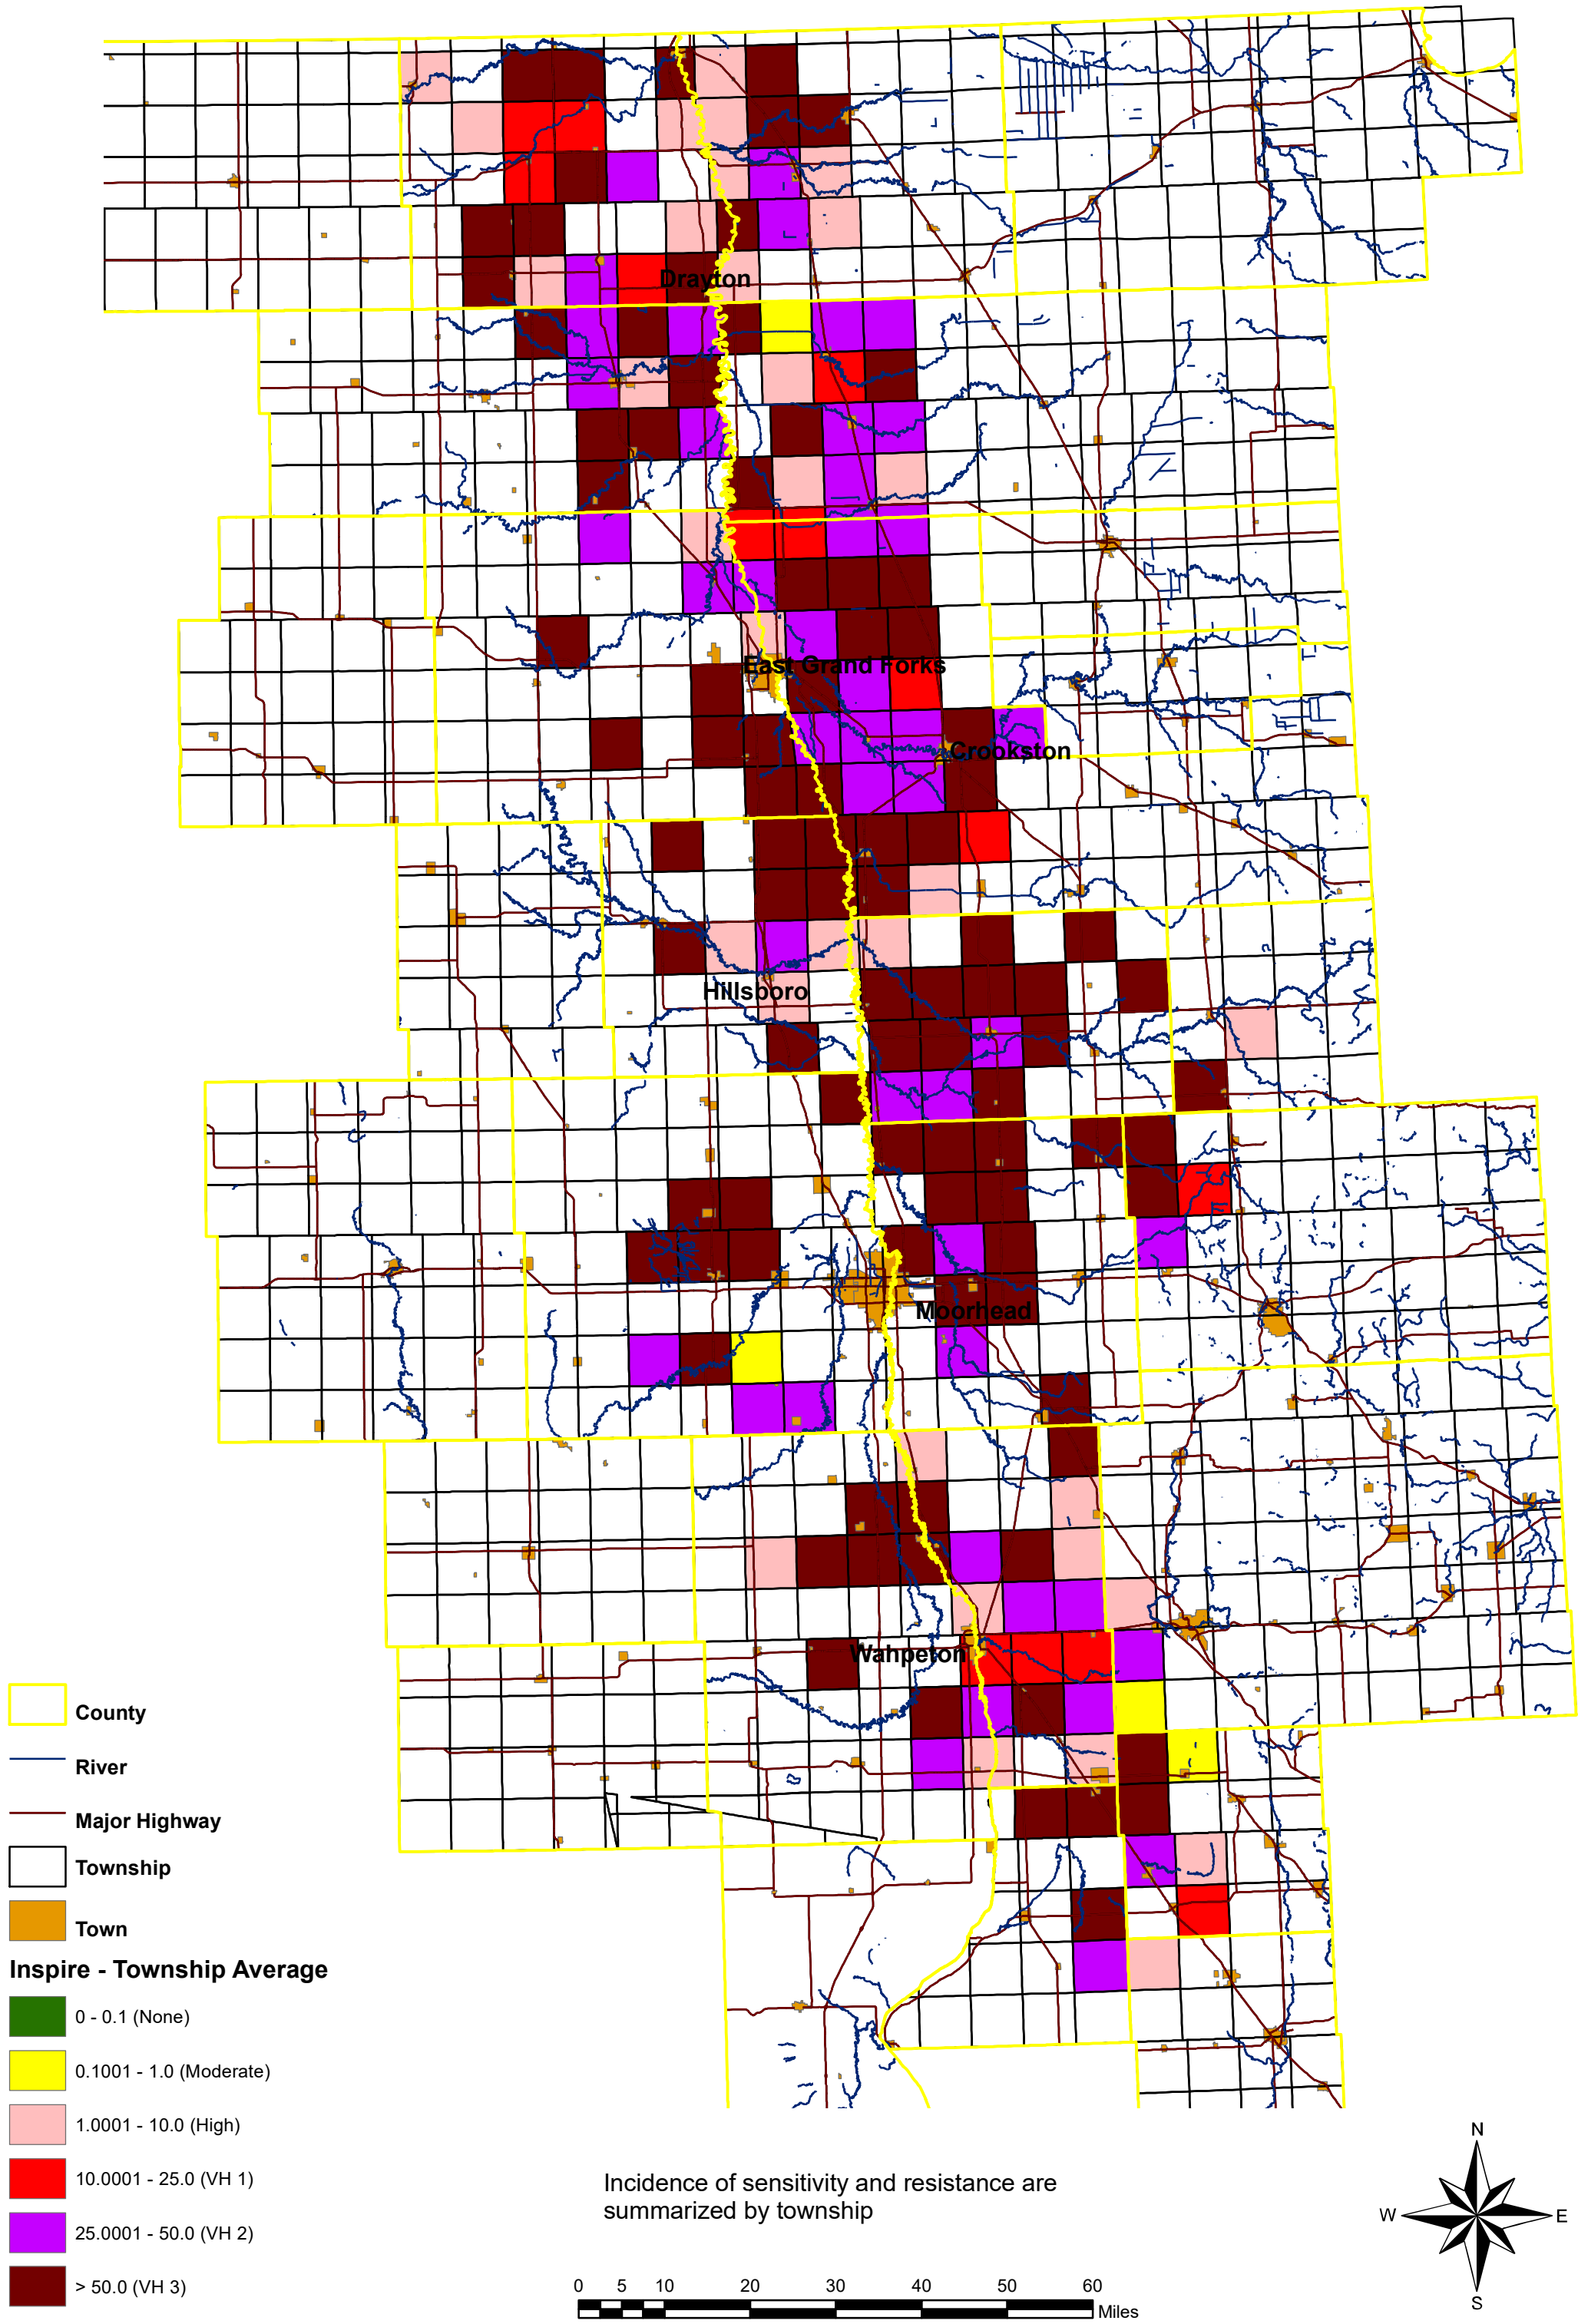 Drayton
East Grand Forks
Crookston
Hillsboro
Moorhead
Wahpeton
County
River
Major Highway
Township
Town
Inspire - Township Average
0 - 0.1 (None)
0.1001 - 1.0 (Moderate)
1.0001 - 10.0 (High)
10.0001 - 25.0 (VH 1)
25.0001 - 50.0 (VH 2)
> 50.0 (VH 3)
Incidence of sensitivity and resistance are
summarized by township
0 5 10 20 30 40 50 60
Miles
N
W E
S